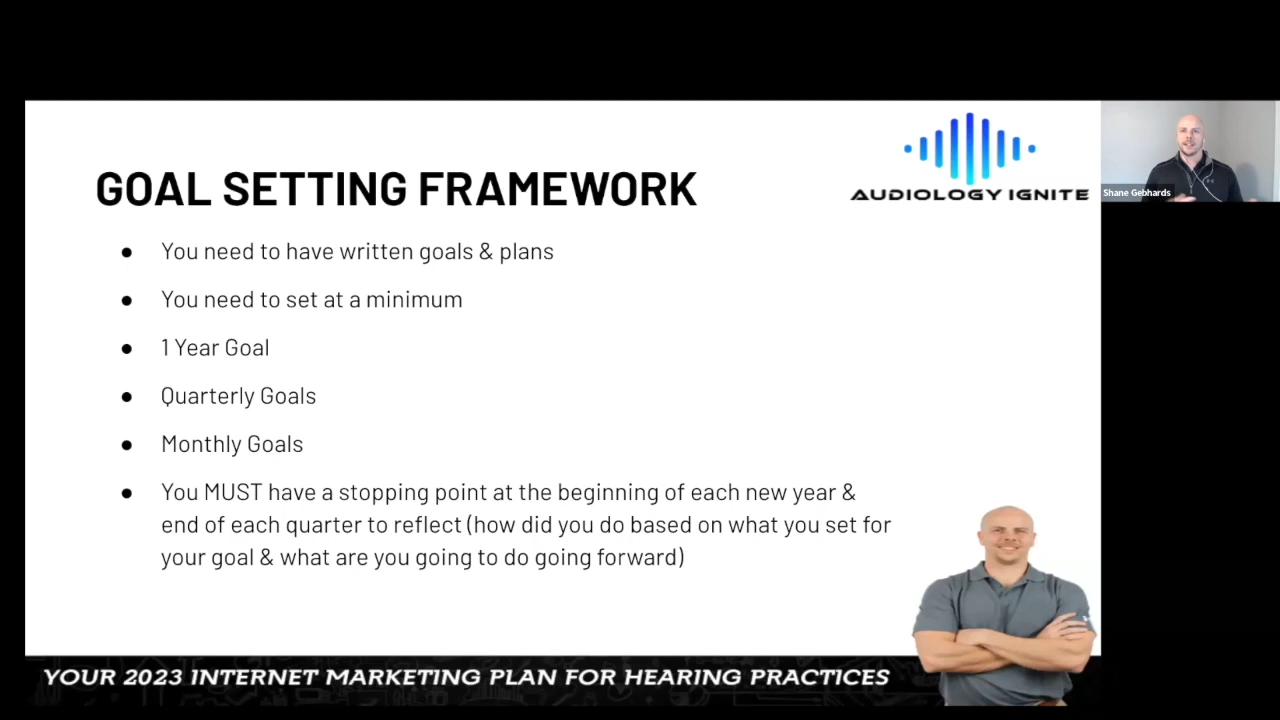 AUDIOLOGY IGNITE
Shane Gebhards
GOAL SETTING FRAMEWORK
● You need to have written goals & plans
● You need to set at a minimum
● 1 Year Goal
● Quarterly Goals
● Monthly Goals
● You MUST have a stopping point at the beginning of each new year &
end of each quarter to reflect (how did you do based on what you set for
your goal & what are you going to do going forward)
YOUR 2023 INTERNET MARKETING PLAN FOR HEARING PRACTICES